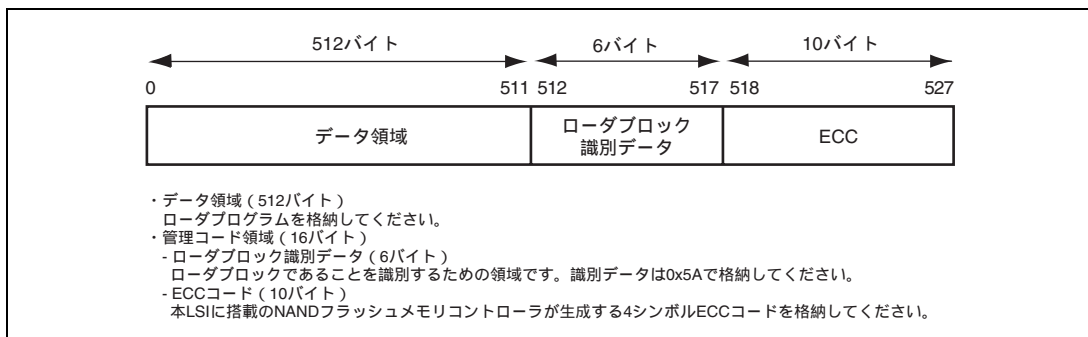 512バイト 6バイト 10バイト
0 511 512 517 518 527
データ領域 ローダブロック ECC
識別データ
・データ領域（512バイト）
ローダプログラムを格納してください。
・管理コード領域（16バイト）
- ローダブロック識別データ（6バイト）
ローダブロックであることを識別するための領域です。識別データは0x5Aで格納してください。
- ECCコード（10バイト）
本LSIに搭載のNANDフラッシュメモリコントローラが生成する4シンボルECCコードを格納してください。